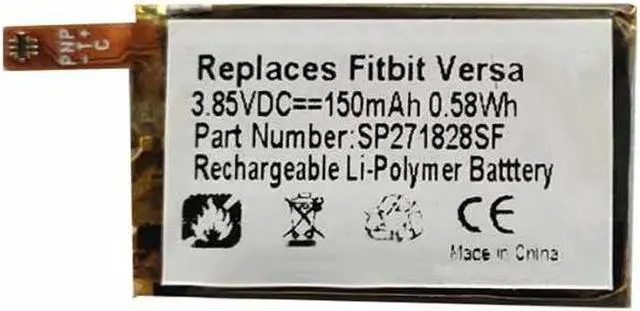 PNP
-T+
C
Replaces Fitbit Versa
3.85VDC==150mAh 0.58Wh
Part Number:SP271828SF
Rechargeable Li-Polymer Batttery
CE
Made in China